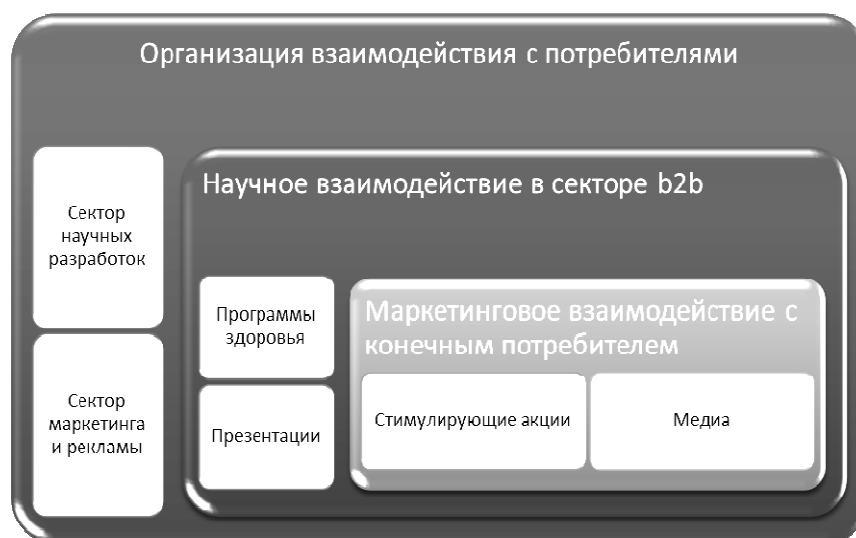 Организация взаимодействия с потребителями
Научное взаимодействие в секторе b2b
Сектор
научных
разработок
Программы
здоровья
Маркетинговое взаимодействие с
конечным потребителем
Сектор
маркетинга
и рекламы
Презентации
Стимулирующие акции
Медиа